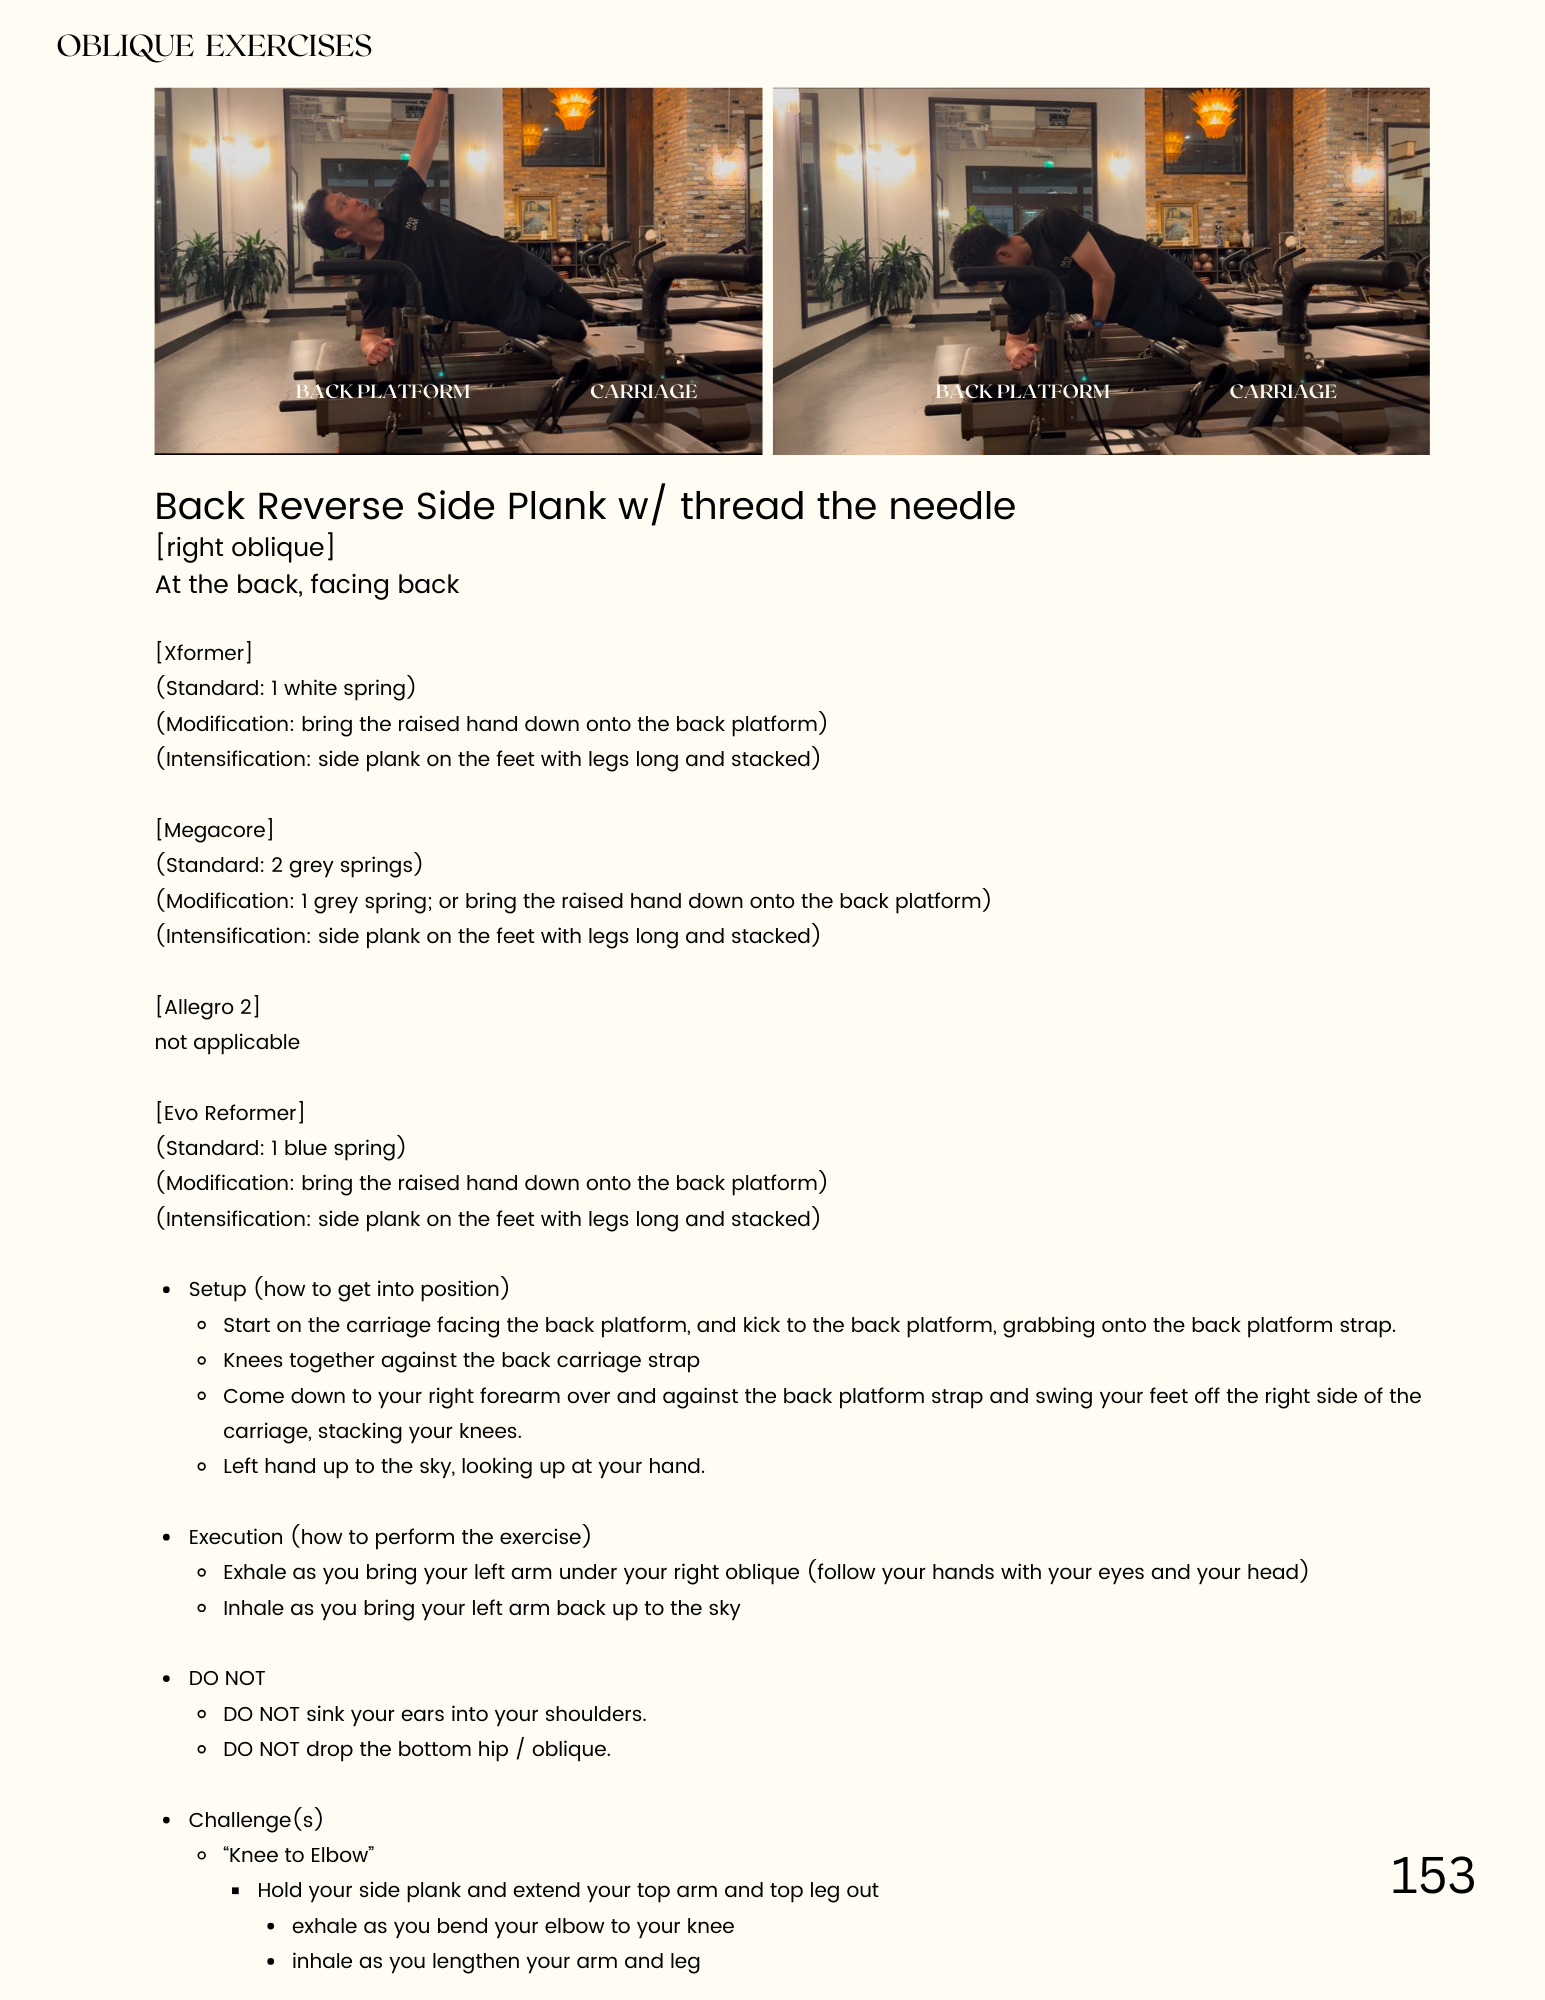 OBLIQUE EXERCISES
BACK PLATFORM
CARRIAGE
BACK PLATFORM
CARRIAGE
Back Reverse Side Plank w/ thread the needle
[right oblique]
At the back, facing back
[Xformer]
(Standard: 1 white spring)
(Modification: bring the raised hand down onto the back platform)
(Intensification: side plank on the feet with legs long and stacked)
[Megacore]
(Standard: 2 grey springs)
(Modification: 1 grey spring; or bring the raised hand down onto the back platform)
(Intensification: side plank on the feet with legs long and stacked)
[Allegro 2]
not applicable
[Evo Reformer]
(Standard: 1 blue spring)
(Modification: bring the raised hand down onto the back platform)
(Intensification: side plank on the feet with legs long and stacked)
• Setup (how to get into position)
◦ Start on the carriage facing the back platform, and kick to the back platform, grabbing onto the back platform strap.
◦ Knees together against the back carriage strap
◦ Come down to your right forearm over and against the back platform strap and swing your feet off the right side of the
carriage, stacking your knees.
◦ Left hand up to the sky, looking up at your hand.
• Execution (how to perform the exercise)
◦ Exhale as you bring your left arm under your right oblique (follow your hands with your eyes and your head)
◦ Inhale as you bring your left arm back up to the sky
• DO NOT
◦ DO NOT sink your ears into your shoulders.
◦ DO NOT drop the bottom hip / oblique.
• Challenge(s)
◦ “Knee to Elbow”
▪ Hold your side plank and extend your top arm and top leg out
• exhale as you bend your elbow to your knee
• inhale as you lengthen your arm and leg
153